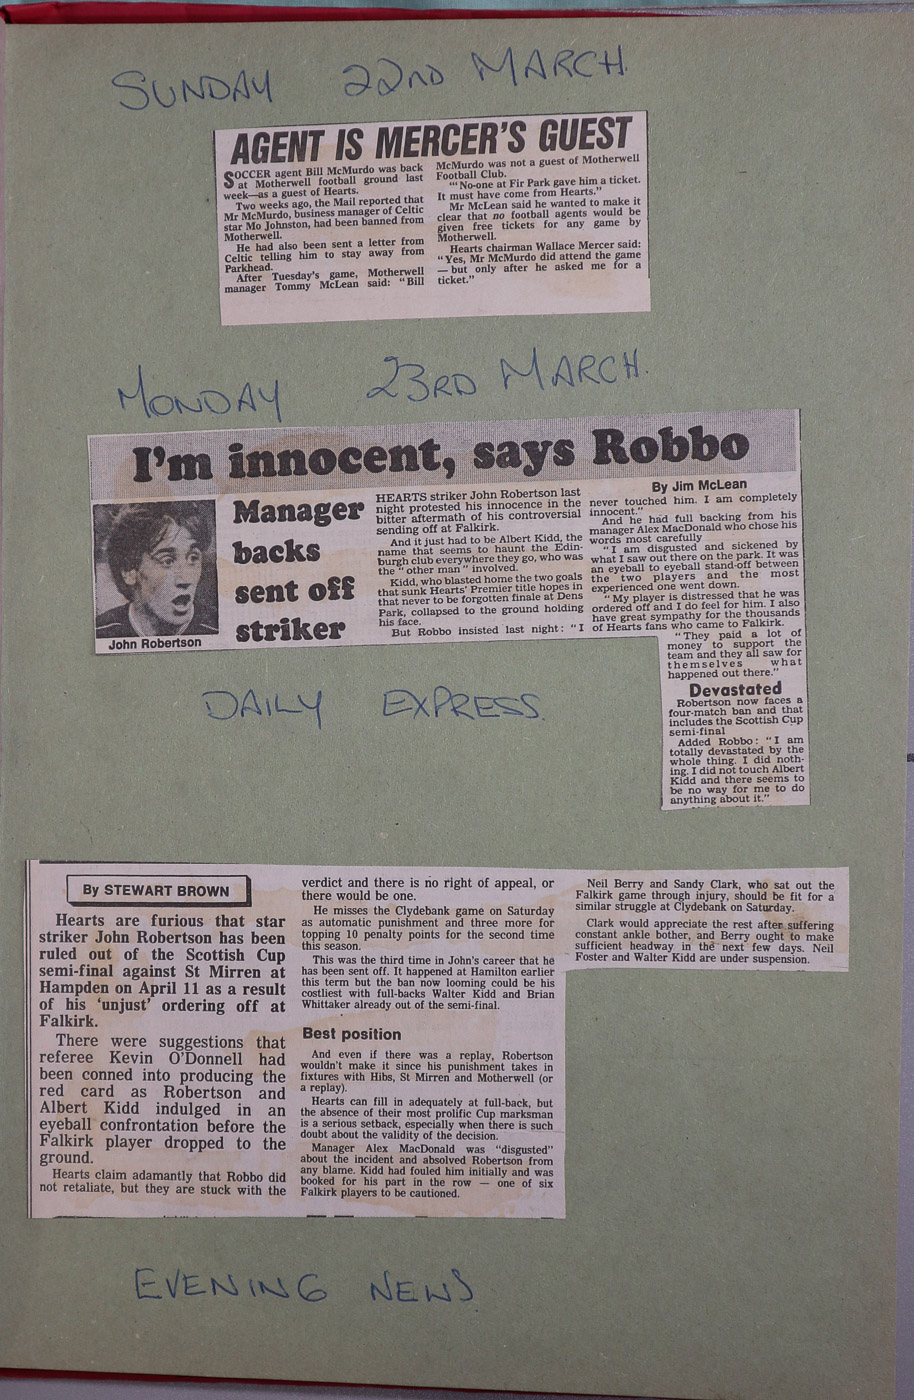 SUNDAY 22ND MARCH.
AGENT IS MERCER'S GUEST
SOCCER agent Bill McMurdo was back
at Motherwell football ground last
week—as a guest of Hearts.
Two weeks ago, the Mail reported that
Mr McMurdo, business manager of Celtic
star Mo Johnston, had been banned from
Motherwell.
He had also been sent a letter from
Celtic telling him to stay away from
Parkhead.
After Tuesday's game, Motherwell
manager Tommy McLean said: "Bill
McMurdo was not a guest of Motherwell
Football Club.
"'No-one at Fir Park gave him a ticket.
It must have come from Hearts."
Mr McLean said he wanted to make it
clear that no football agents would be
given free tickets for any game by
Motherwell.
Hearts chairman Wallace Mercer said:
"Yes, Mr McMurdo did attend the game
— but only after he asked me for a
ticket."
MONDAY 23RD MARCH.
I'm innocent, says Robbo
John Robertson
Manager
backs
sent off
striker
HEARTS striker John Robertson last
night protested his innocence in the
bitter aftermath of his controversial
sending off at Falkirk.
And it just had to be Albert Kidd, the
name that seems to haunt the Edin-
burgh club everywhere they go, who was
the "other man" involved.
Kidd, who blasted home the two goals
that sunk Hearts' Premier title hopes in
that never to be forgotten finale at Dens
Park, collapsed to the ground holding
his face.
But Robbo insisted last night: "I
By Jim McLean
never touched him. I am completely
innocent."
And he had full backing from his
manager Alex MacDonald who chose his
words most carefully
"I am disgusted and sickened by
what I saw out there on the park. It was
an eyeball to eyeball stand-off between
the two players and the most
experienced one went down.
"My player is distressed that he was
ordered off and I do feel for him. I also
have great sympathy for the thousands
of Hearts fans who came to Falkirk.
"They paid a lot of
money to support the
team and they all saw for
themselves what
happened out there."
Devastated
Robertson now faces a
four-match ban and that
includes the Scottish Cup
semi-final
Added Robbo: "I am
totally devastated by the
whole thing. I did noth-
ing. I did not touch Albert
Kidd and there seems to
be no way for me to do
anything about it."
DAILY EXPRESS.
By STEWART BROWN
Hearts are furious that star
striker John Robertson has been
ruled out of the Scottish Cup
semi-final against St Mirren at
Hampden on April 11 as a result
of his 'unjust' ordering off at
Falkirk.
There were suggestions that
referee Kevin O'Donnell had
been conned into producing the
red card as Robertson and
Albert Kidd indulged in an
eyeball confrontation before the
Falkirk player dropped to the
ground.
Hearts claim adamantly that Robbo did
not retaliate, but they are stuck with the
verdict and there is no right of appeal, or
there would be one.
He misses the Clydebank game on Saturday
as automatic punishment and three more for
topping 10 penalty points for the second time
this season.
This was the third time in John's career that he
has been sent off. It happened at Hamilton earlier
this term but the ban now looming could be his
costliest with full-backs Walter Kidd and Brian
Whittaker already out of the semi-final.
Best position
And even if there was a replay, Robertson
wouldn't make it since his punishment takes in
fixtures with Hibs, St Mirren and Motherwell (or
a replay).
Hearts can fill in adequately at full-back, but
the absence of their most prolific Cup marksman
is a serious setback, especially when there is such
doubt about the validity of the decision.
Manager Alex MacDonald was "disgusted"
about the incident and absolved Robertson from
any blame. Kidd had fouled him initially and was
booked for his part in the row — one of six
Falkirk players to be cautioned.
Neil Berry and Sandy Clark, who sat out the
Falkirk game through injury, should be fit for a
similar struggle at Clydebank on Saturday.
Clark would appreciate the rest after suffering
constant ankle bother, and Berry ought to make
sufficient headway in the next few days. Neil
Foster and Walter Kidd are under suspension.
EVENING NEWS